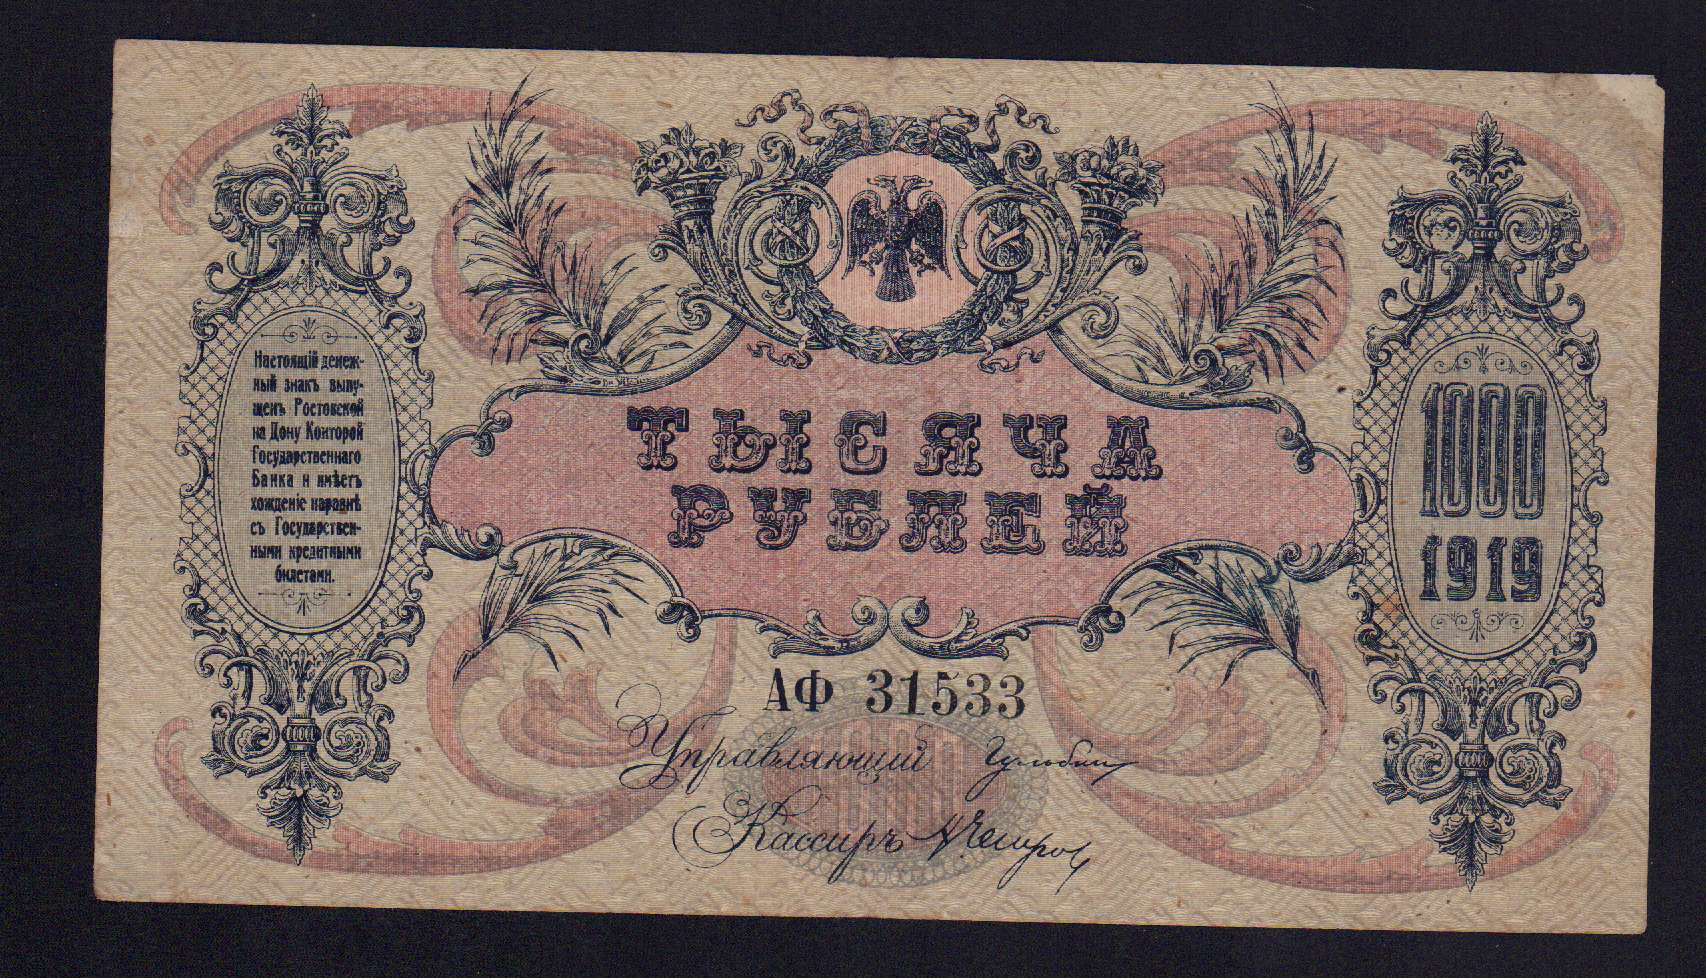 Настоящій денеж-
ный знакъ выпу-
щенъ Ростовской
на Дону Конторой
Государственнаго
Банка и имѣетъ
хожденіе наравнѣ
съ Государствен-
ными кредитными
билетами.
ТЫСЯЧА
РУБЛЕЙ
1000
1919
АФ 31533
Управляющий
Кассиръ